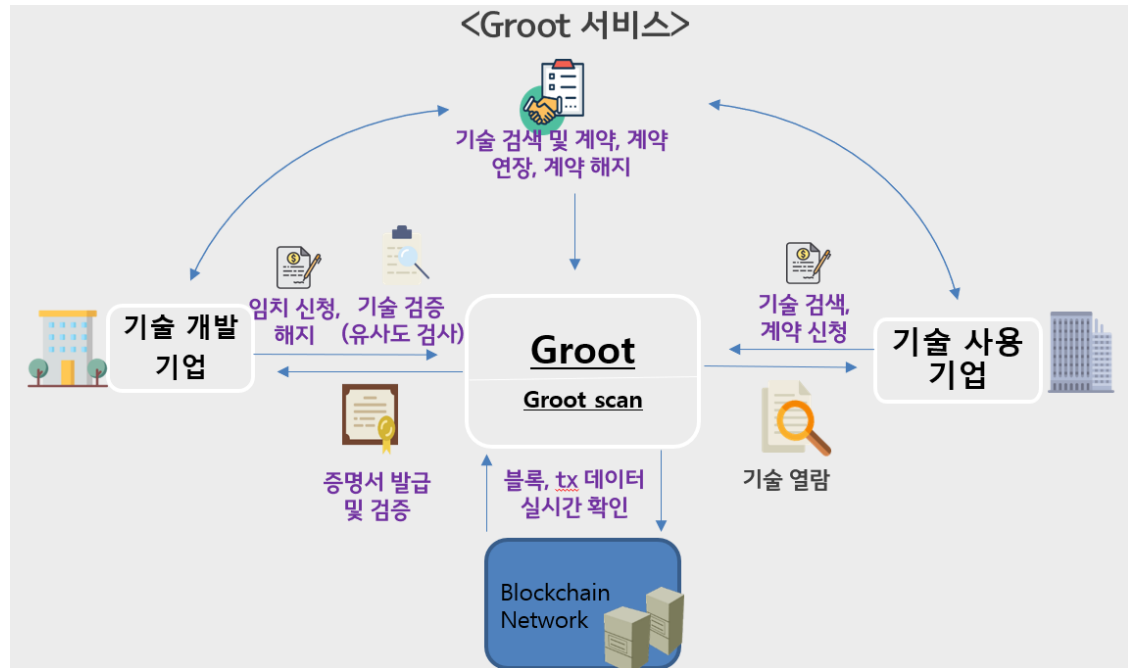 <Groot 서비스>
기술 검색 및 계약, 계약
연장, 계약 해지
임치 신청,
해지
기술 검증
(유사도 검사)
기술 검색,
계약 신청
기술 개발
기업
Groot
Groot scan
기술 사용
기업
증명서 발급
및 검증
블록, tx 데이터
실시간 확인
기술 열람
Blockchain
Network